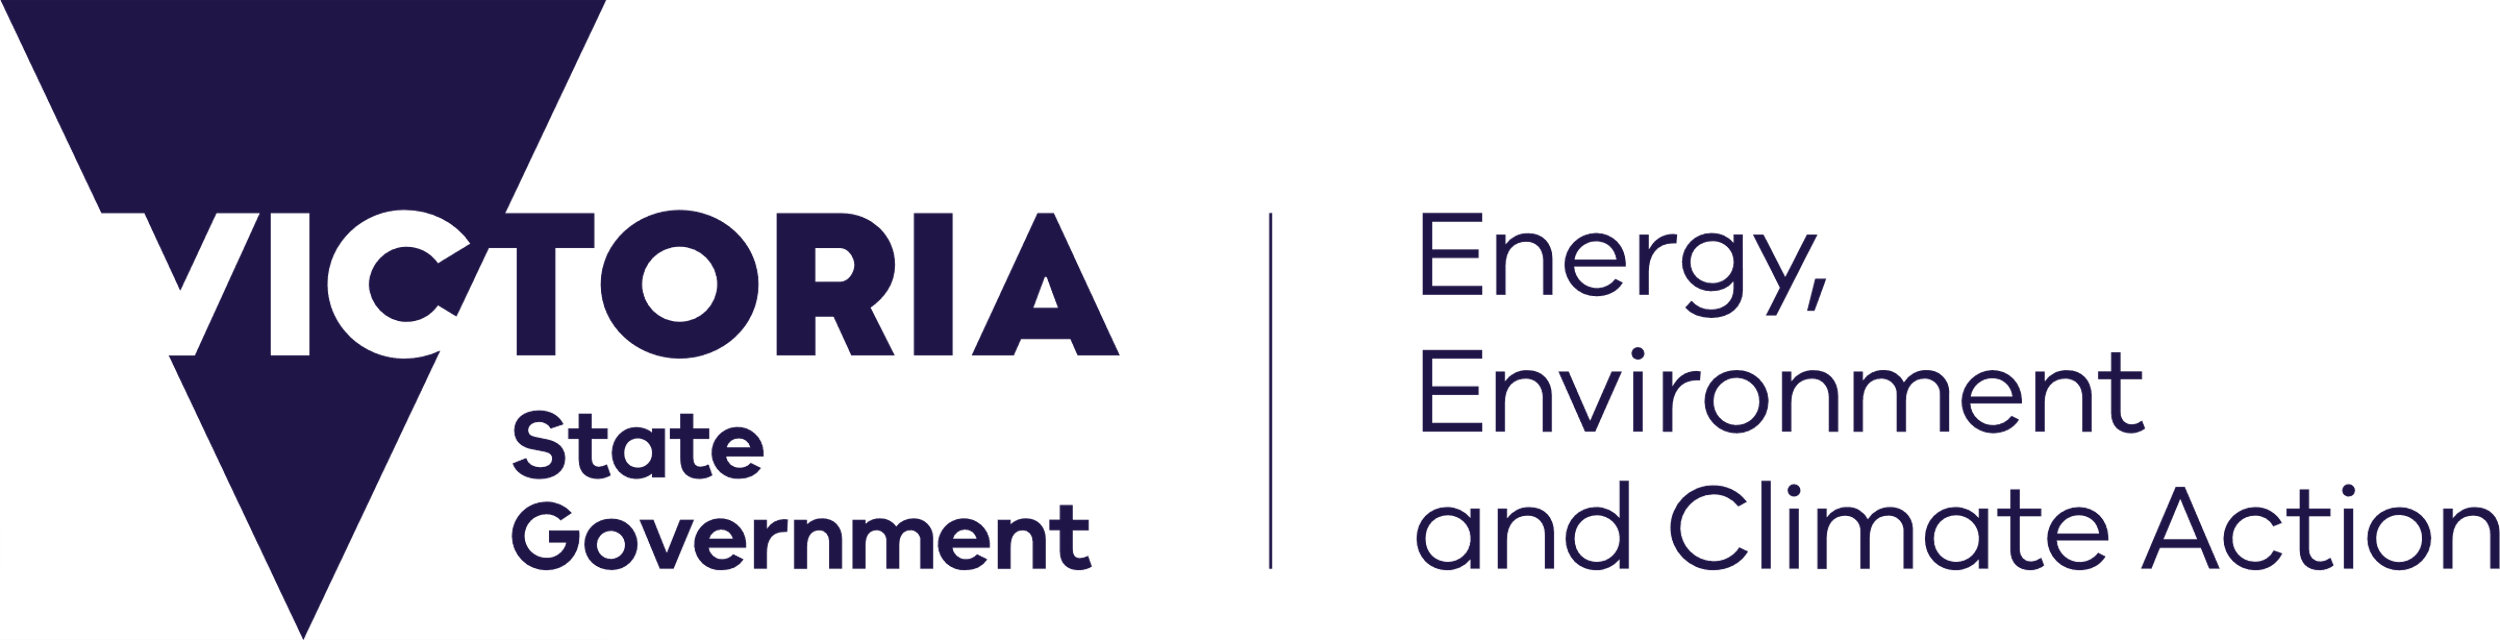 VICTORIA
State
Government
Energy,
Environment
and Climate Action